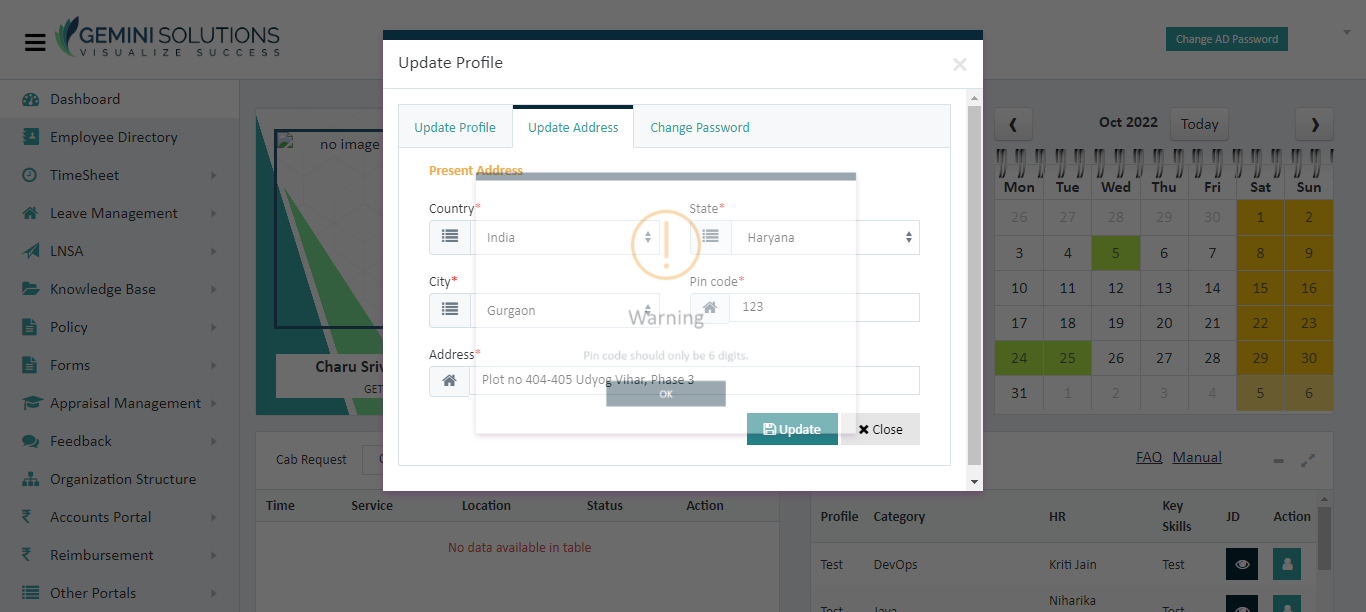 GEMINI SOLUTIONS
VISUALIZE SUCCESS
Change AD Password
Dashboard
Employee Directory
TimeSheet
Leave Management
LNSA
Knowledge Base
Policy
Forms
Appraisal Management
Feedback
Organization Structure
Accounts Portal
Reimbursement
Other Portals
no image
Charu
GET
Update Profile
×
Update Profile
Update Address
Change Password
Present Address
Country*
State*
India
Haryana
City*
Pin code*
Gurgaon
123
Warning
Pin code should only be 6 digits.
Address*
Plot no 404-405 Udyog Vihar, Phase 3
OK
Update
Close
Oct 2022
Today
Mon Tue Wed Thu Fri Sat Sun
26 27 28 29 30 1 2
3 4 5 6 7 8 9
10 11 12 13 14 15 16
17 18 19 20 21 22 23
24 25 26 27 28 29 30
31 1 2 3 4 5 6
Cab Request
Time Service Location Status Action
No data available in table
FAQ Manual
Profile Category HR Key Skills JD Action
Test DevOps Kriti Jain Test
Test Java Niharika Test